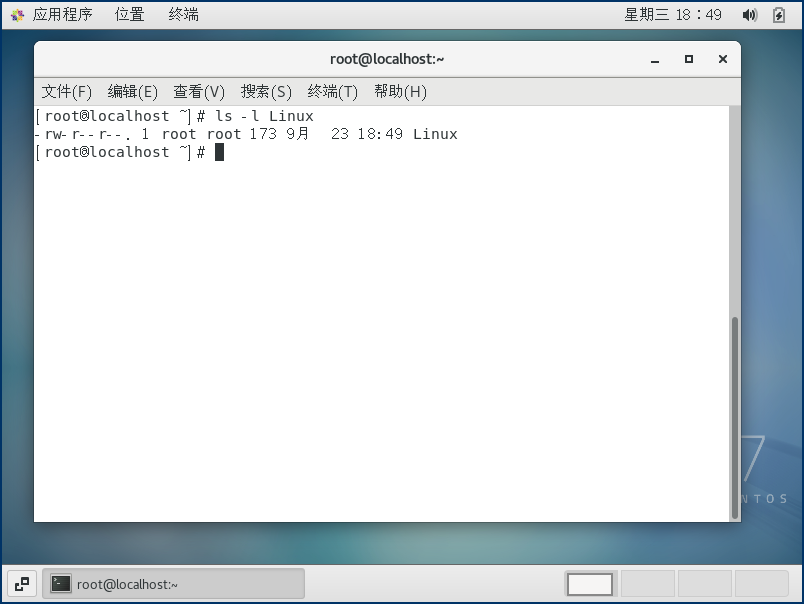 应用程序 位置 终端 星期三 18：49
root@localhost:~
文件(F) 编辑(E) 查看(V) 搜索(S) 终端(T) 帮助(H)
[root@localhost ~]# ls -l Linux
-rw-r--r--. 1 root root 173 9月  23 18:49 Linux
[root@localhost ~]#
7
NTOS
root@localhost:~